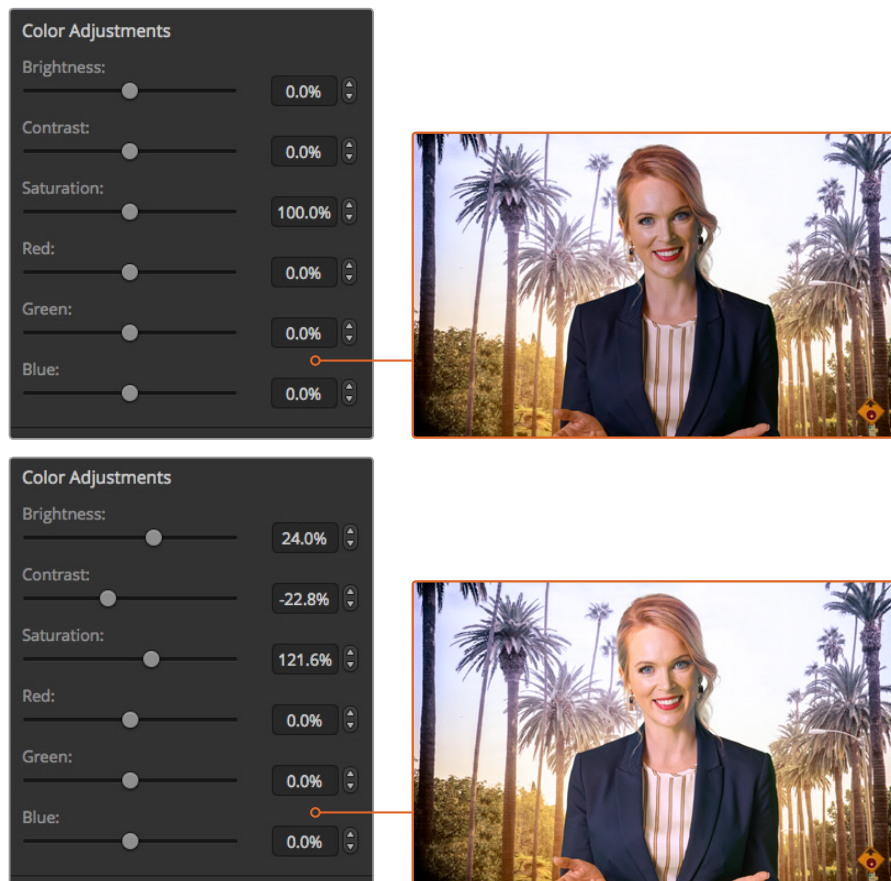 Color Adjustments
Brightness:
0.0%
Contrast:
0.0%
Saturation:
100.0%
Red:
0.0%
Green:
0.0%
Blue:
0.0%
Color Adjustments
Brightness:
24.0%
Contrast:
-22.8%
Saturation:
121.6%
Red:
0.0%
Green:
0.0%
Blue:
0.0%